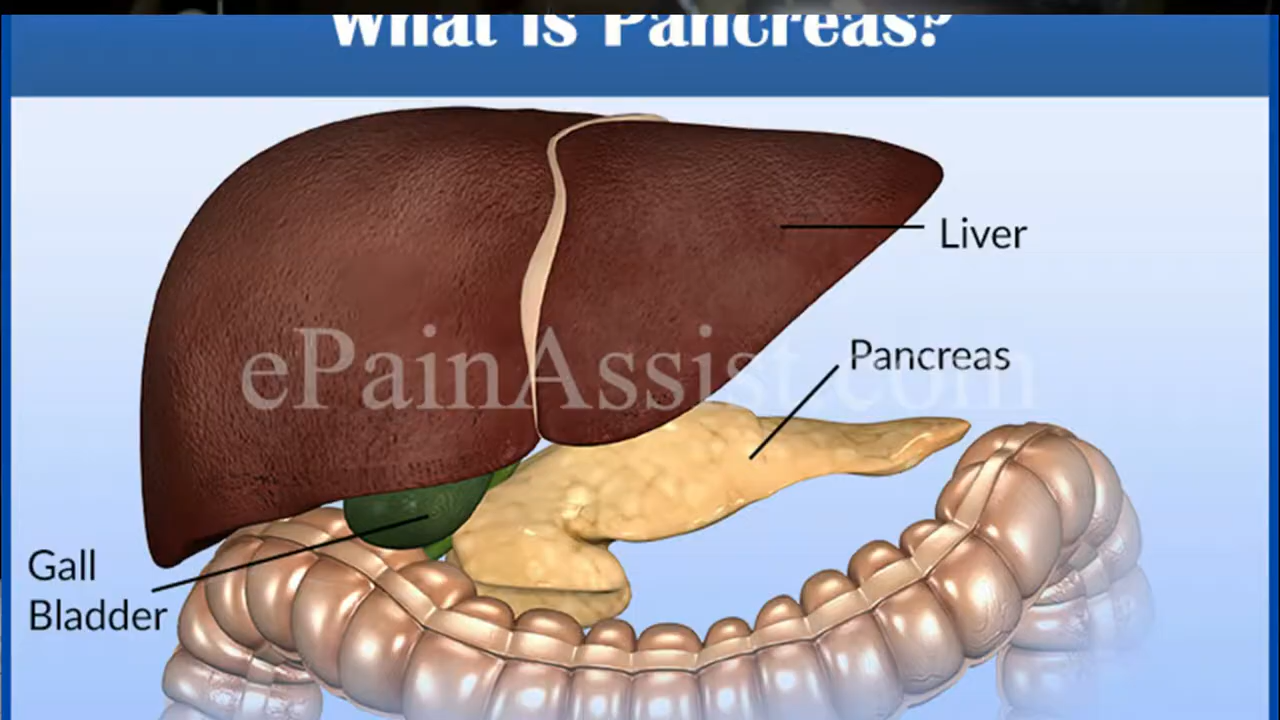 What is Pancreas?
Liver
ePainAssist.com
Pancreas
Gall
Bladder